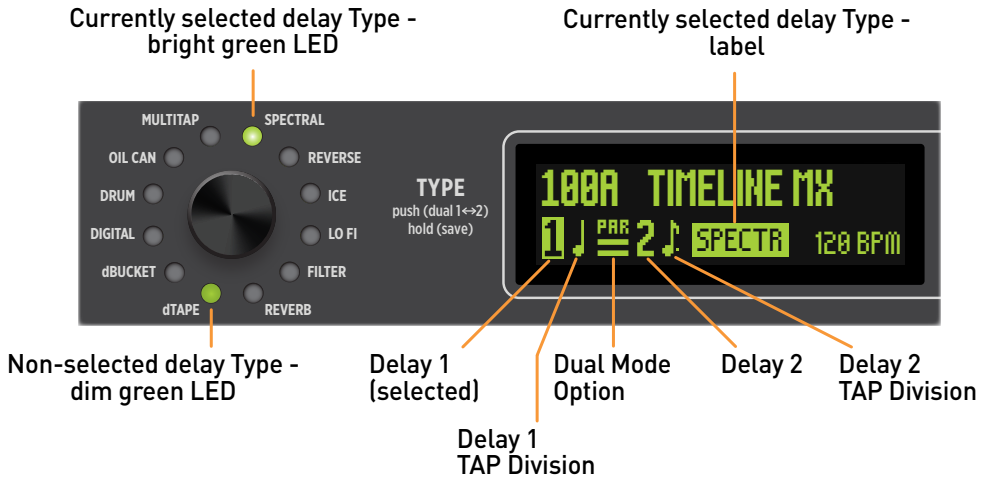 Currently selected delay Type -
bright green LED
Currently selected delay Type -
label
MULTITAP
SPECTRAL
OIL CAN
REVERSE
DRUM
ICE
DIGITAL
LO FI
dBUCKET
FILTER
dTAPE
REVERB
TYPE
push (dual 1↔2)
hold (save)
100A TIMELINE MX
1 ♩ PAR 2 ♪. SPECTR 120 BPM
Non-selected delay Type -
dim green LED
Delay 1
(selected)
Dual Mode
Option
Delay 2
Delay 2
TAP Division
Delay 1
TAP Division